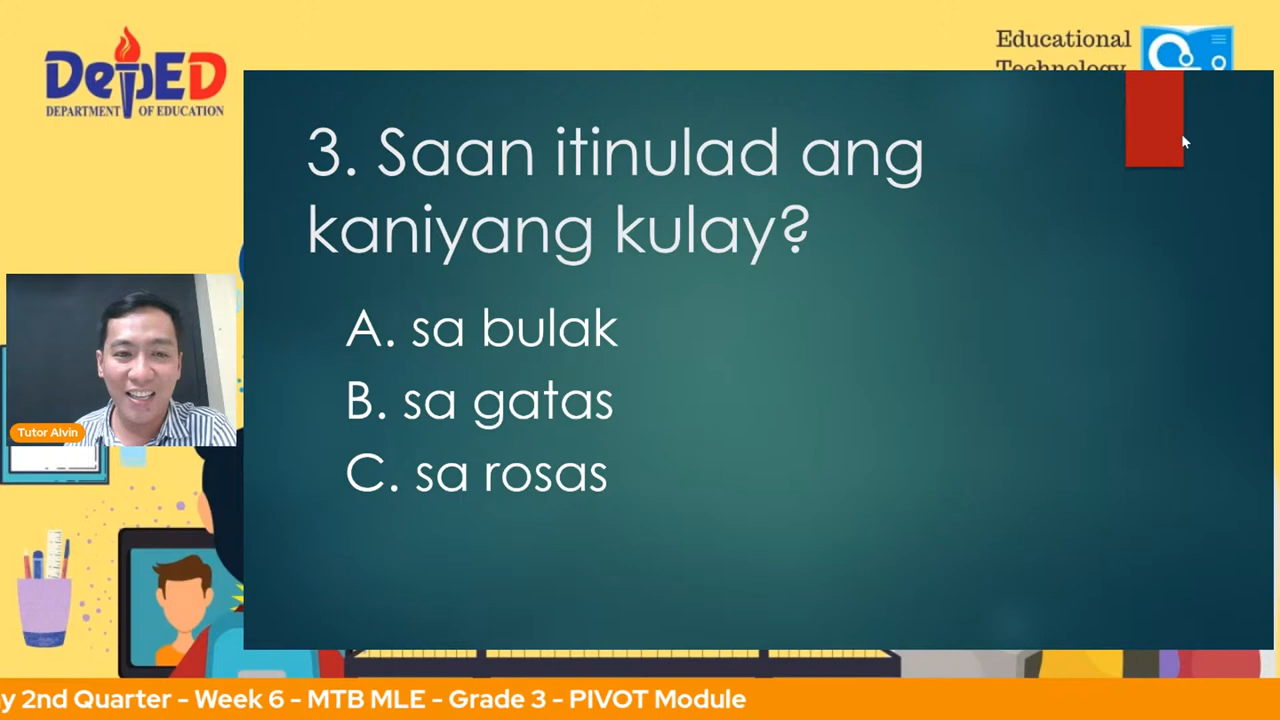 DepED
DEPARTMENT OF EDUCATION
Educational
Technology
3. Saan itinulad ang
kaniyang kulay?
A. sa bulak
B. sa gatas
C. sa rosas
Tutor Alvin
y 2nd Quarter - Week 6 - MTB MLE - Grade 3 - PIVOT Module